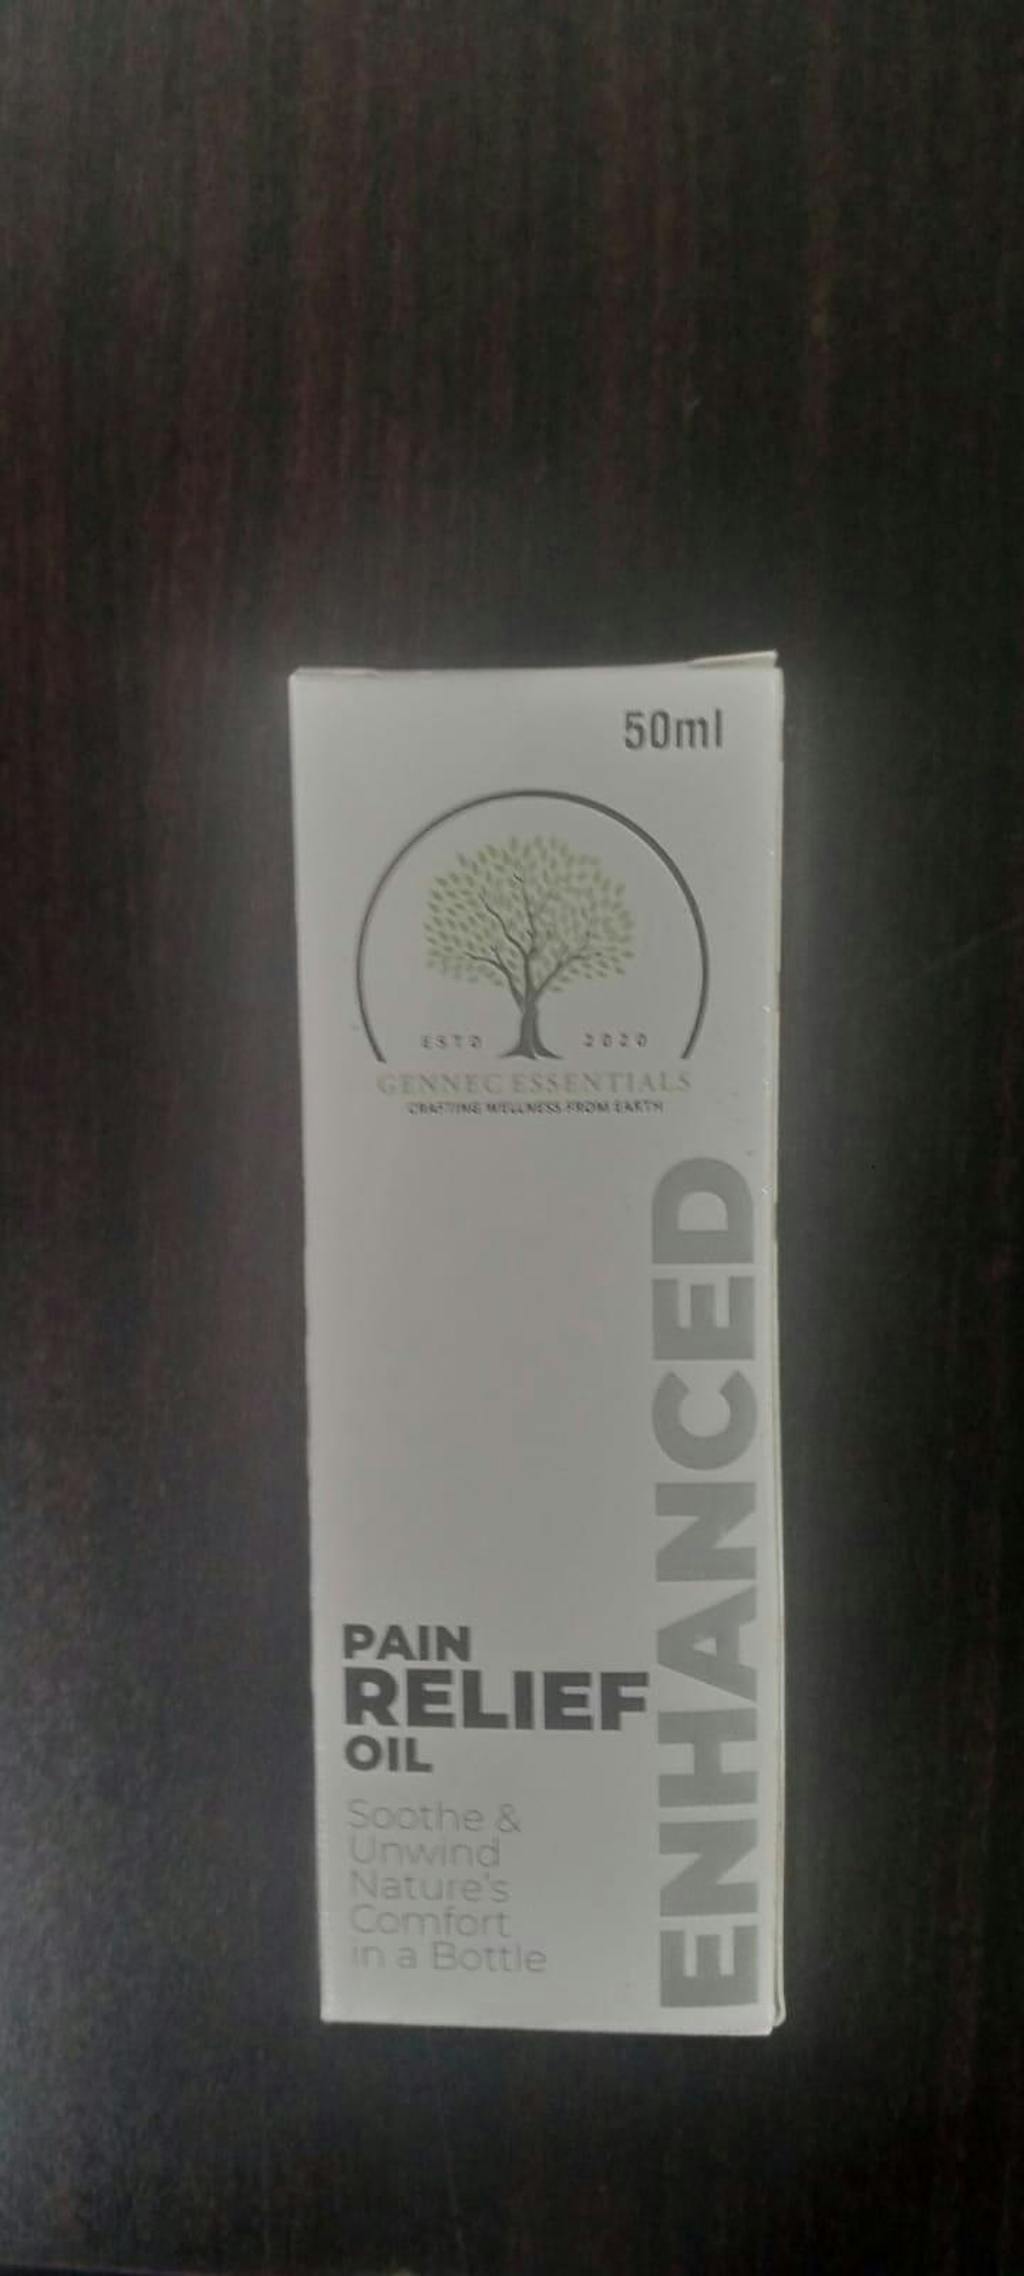 50ml
ESTD 2020
GENNEC ESSENTIALS
CRAFTING WELLNESS FROM EARTH
ENHANCED
PAIN
RELIEF
OIL
Soothe &
Unwind
Nature's
Comfort
in a Bottle